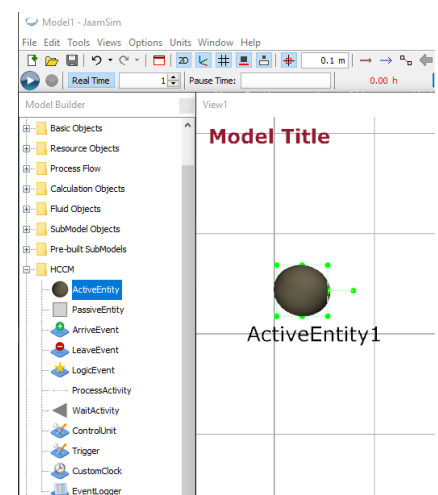 Model1 - JaamSim
File Edit Tools Views Options Units Window Help
2D 0.1 m
Real Time 1 Pause Time: 0.00 h
Model Builder
View1
Basic Objects
Resource Objects
Process Flow
Calculation Objects
Fluid Objects
SubModel Objects
Pre-built SubModels
HCCM
ActiveEntity
PassiveEntity
ArriveEvent
LeaveEvent
LogicEvent
ProcessActivity
WaitActivity
ControlUnit
Trigger
CustomClock
EventLogger
Model Title
ActiveEntity1